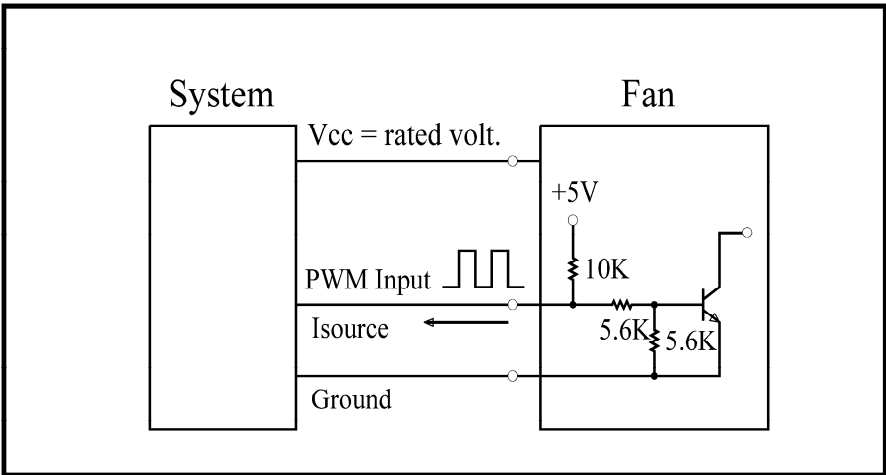 System
Fan
Vcc = rated volt.
+5V
10K
PWM Input
Isource
5.6K
5.6K
Ground